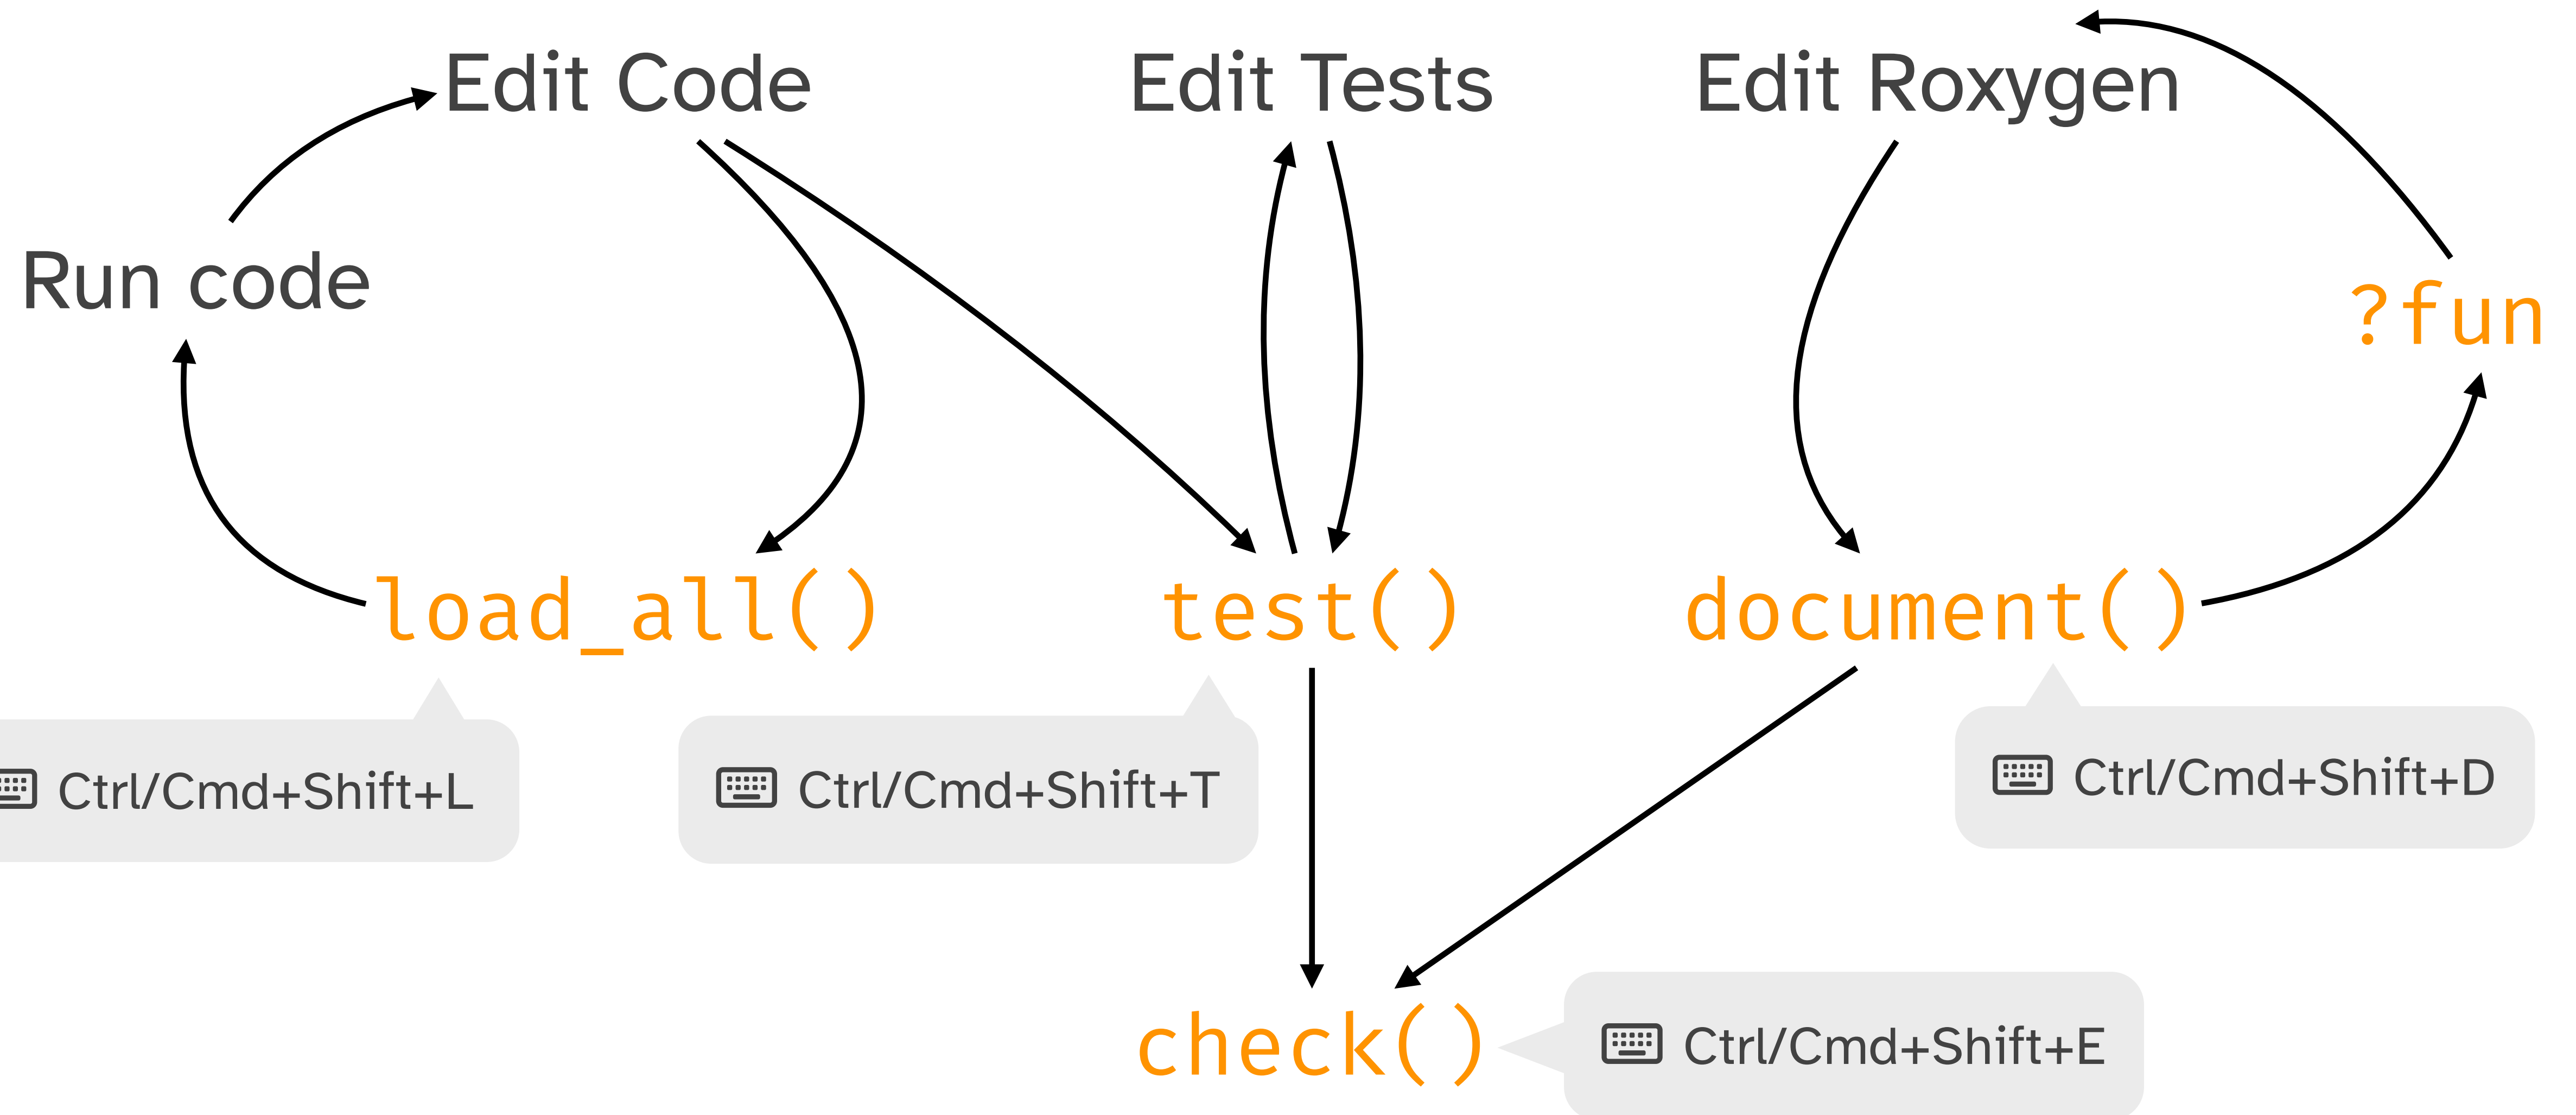 Edit Code
Edit Tests
Edit Roxygen
Run code
?fun
load_all()
test()
document()
Ctrl/Cmd+Shift+L
Ctrl/Cmd+Shift+T
Ctrl/Cmd+Shift+D
check()
Ctrl/Cmd+Shift+E